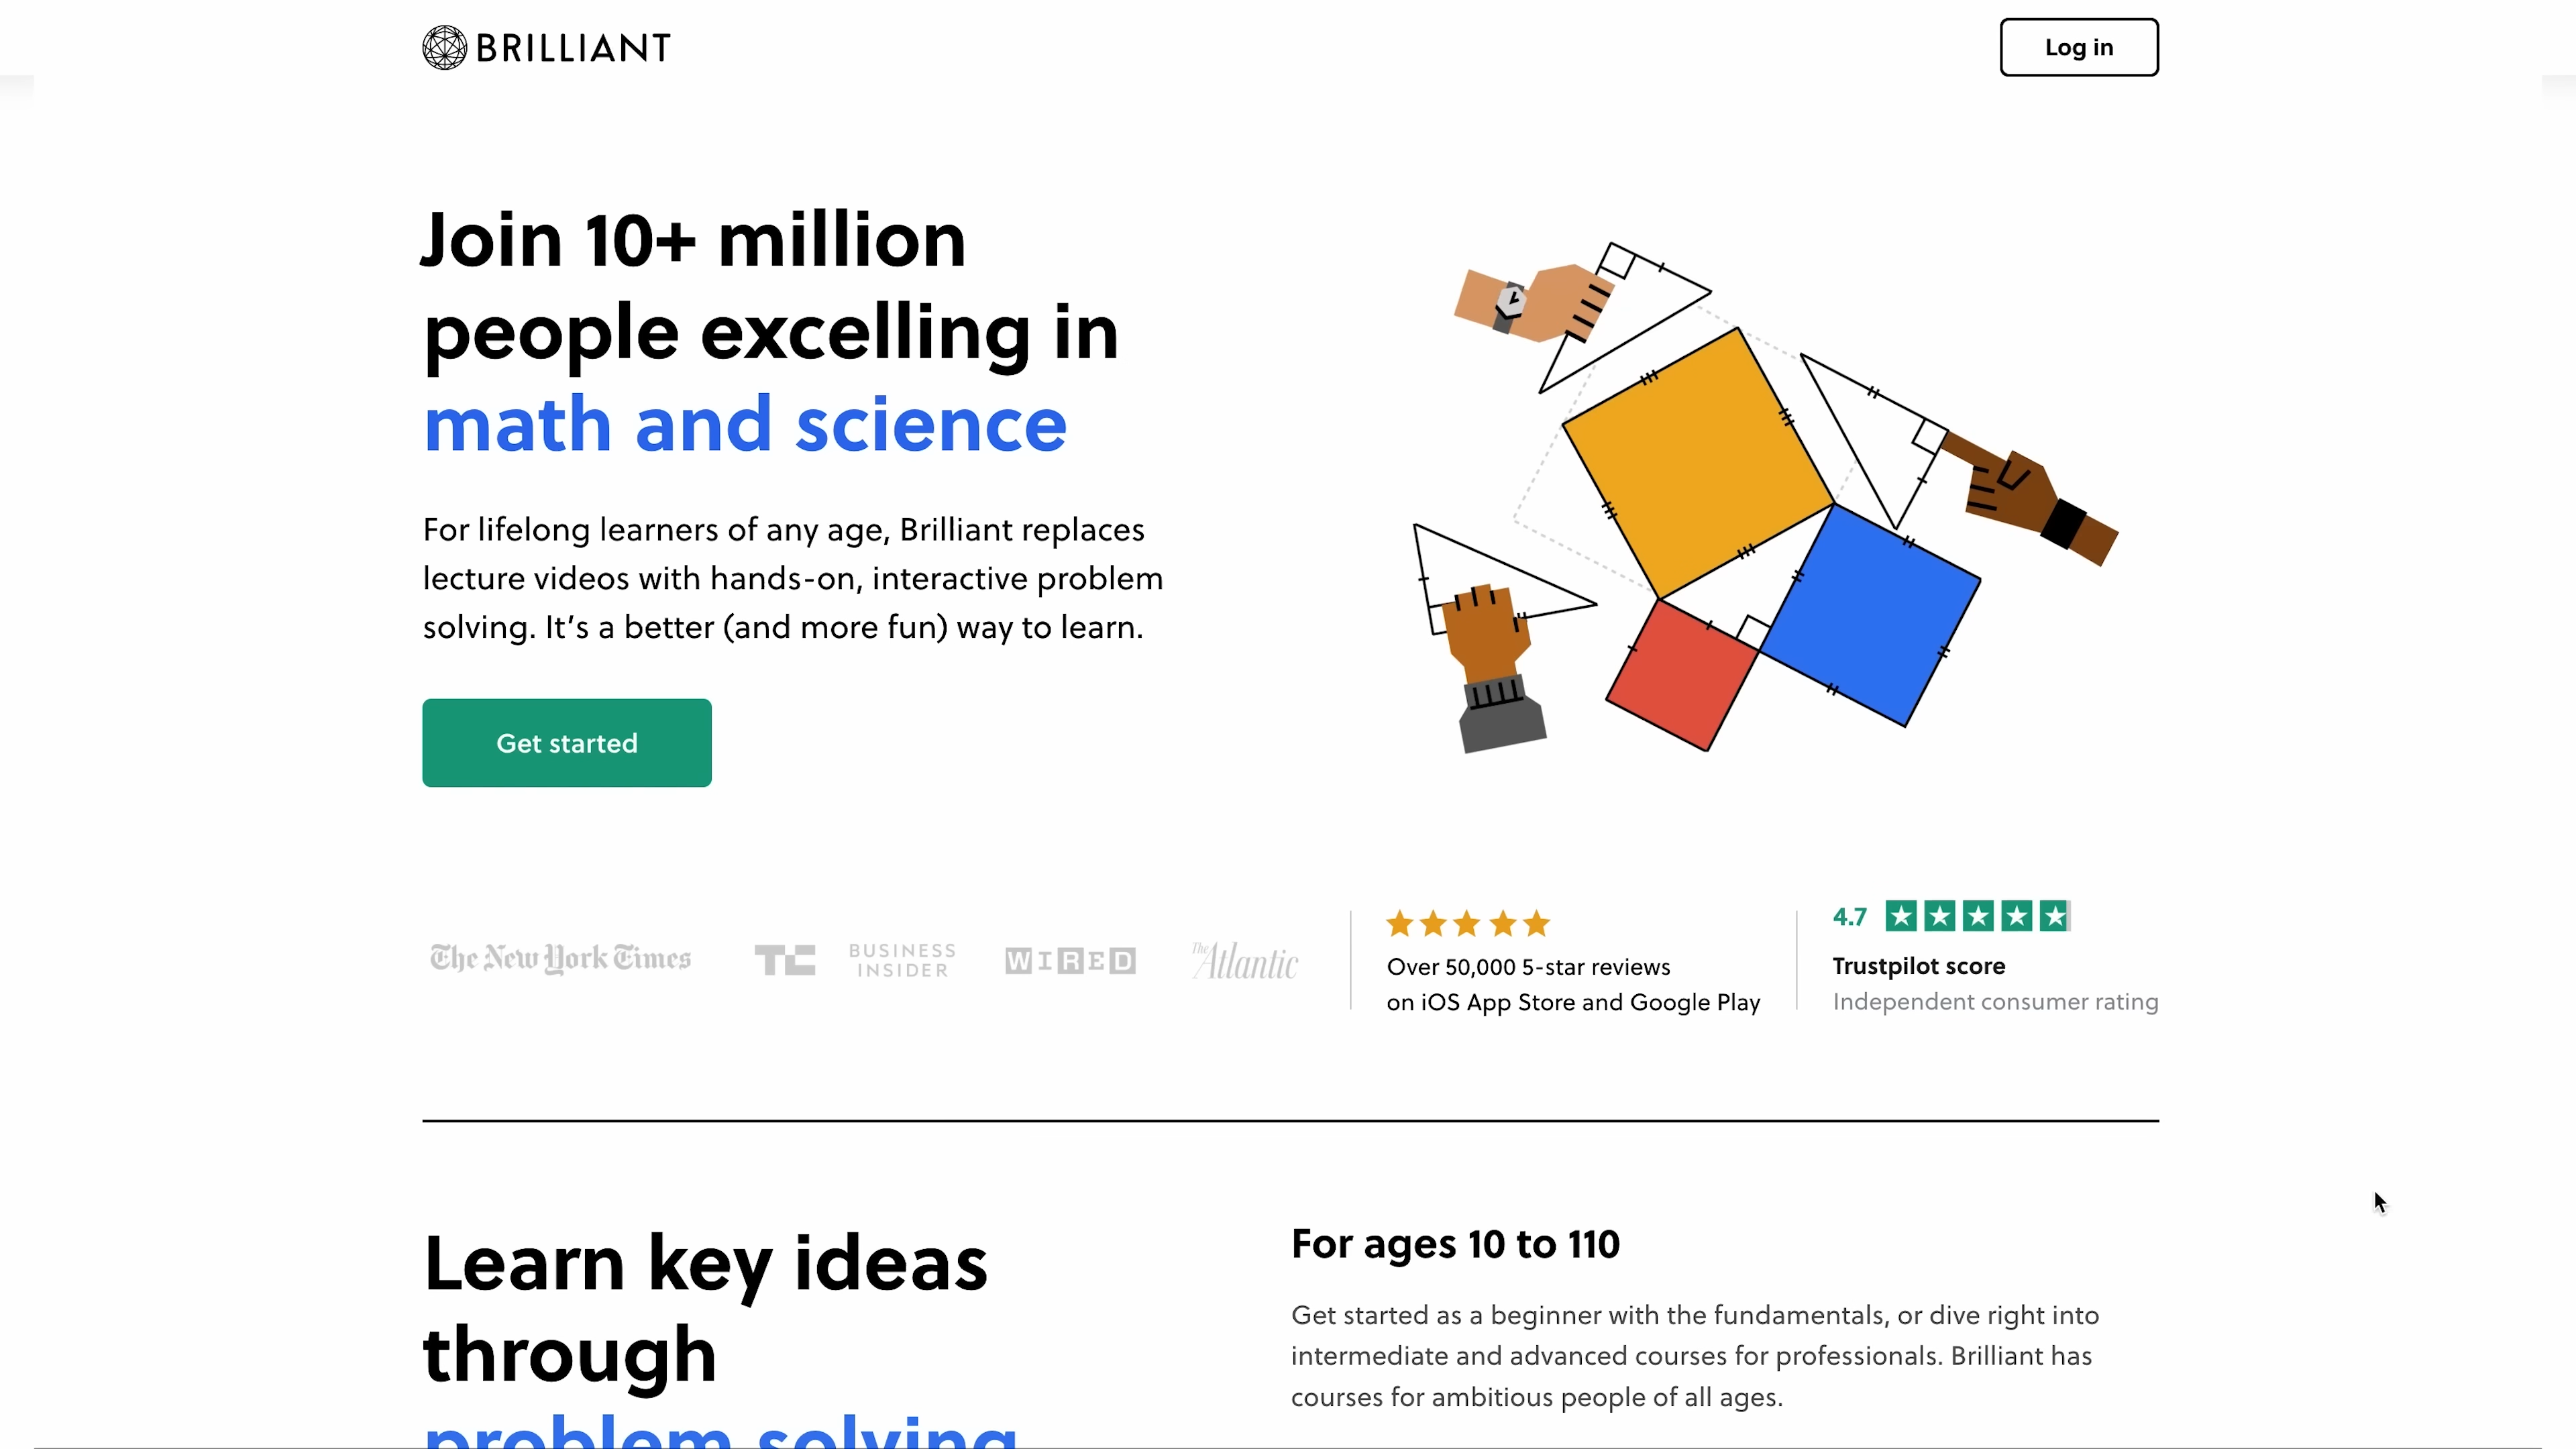 BRILLIANT
Log in
Join 10+ million
people excelling in
math and science
For lifelong learners of any age, Brilliant replaces
lecture videos with hands-on, interactive problem
solving. It’s a better (and more fun) way to learn.
Get started
The New York Times
TC
BUSINESS
INSIDER
WIRED
The Atlantic
Over 50,000 5-star reviews
on iOS App Store and Google Play
4.7
Trustpilot score
Independent consumer rating
Learn key ideas
through
problem solving
For ages 10 to 110
Get started as a beginner with the fundamentals, or dive right into
intermediate and advanced courses for professionals. Brilliant has
courses for ambitious people of all ages.